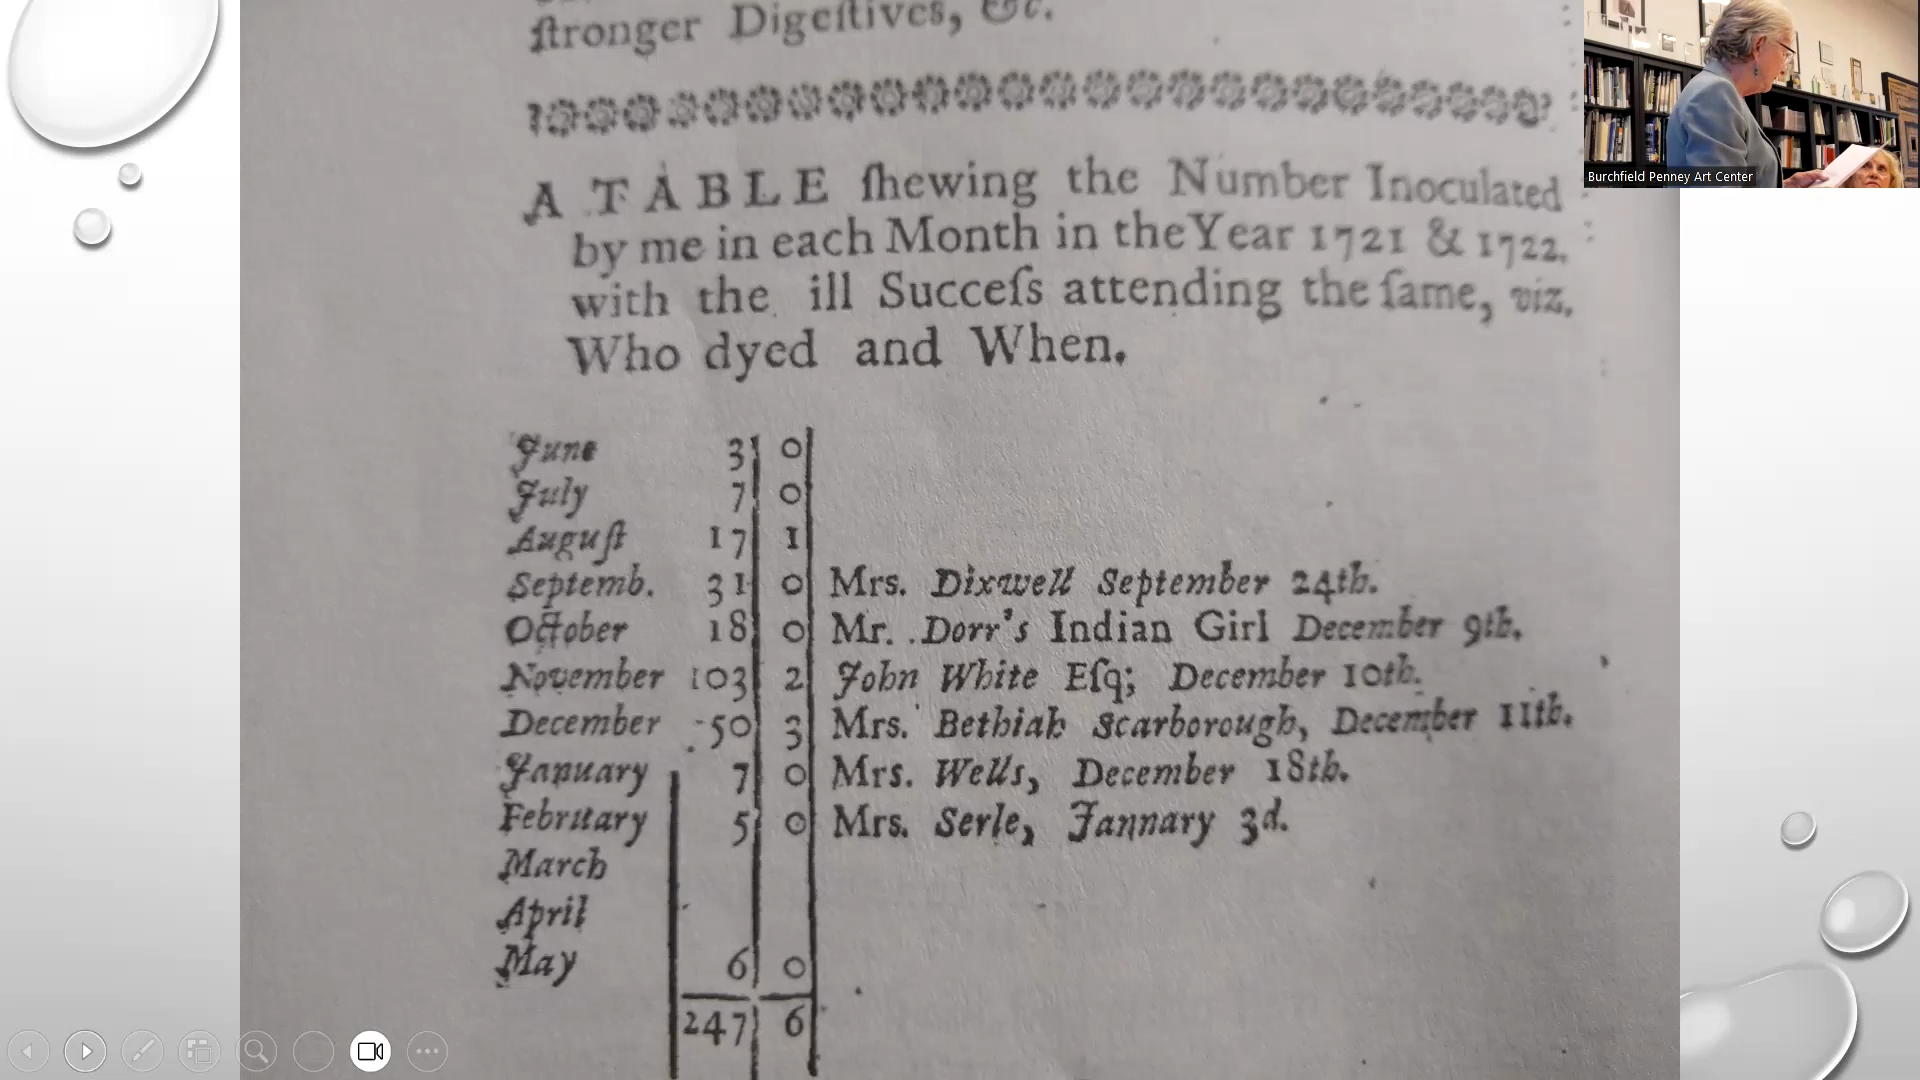 ſtronger Digeſtives, &c.
A TABLE ſhewing the Number Inoculated
by me in each Month in the Year 1721 & 1722.
with the ill Succeſs attending the ſame, viz.
Who dyed and When.
June 3 0
July 7 0
Auguſt 17 1
Septemb. 31 0 Mrs. Dixwell September 24th.
October 18 0 Mr. Dorr's Indian Girl December 9th.
November 103 2 John White Eſq; December 10th.
December 50 3 Mrs. Bethiah Scarborough, December 11th.
January 7 0 Mrs. Wells, December 18th.
February 5 0 Mrs. Serle, Jannary 3d.
March
April
May 6 0
247 6
Burchfield Penney Art Center